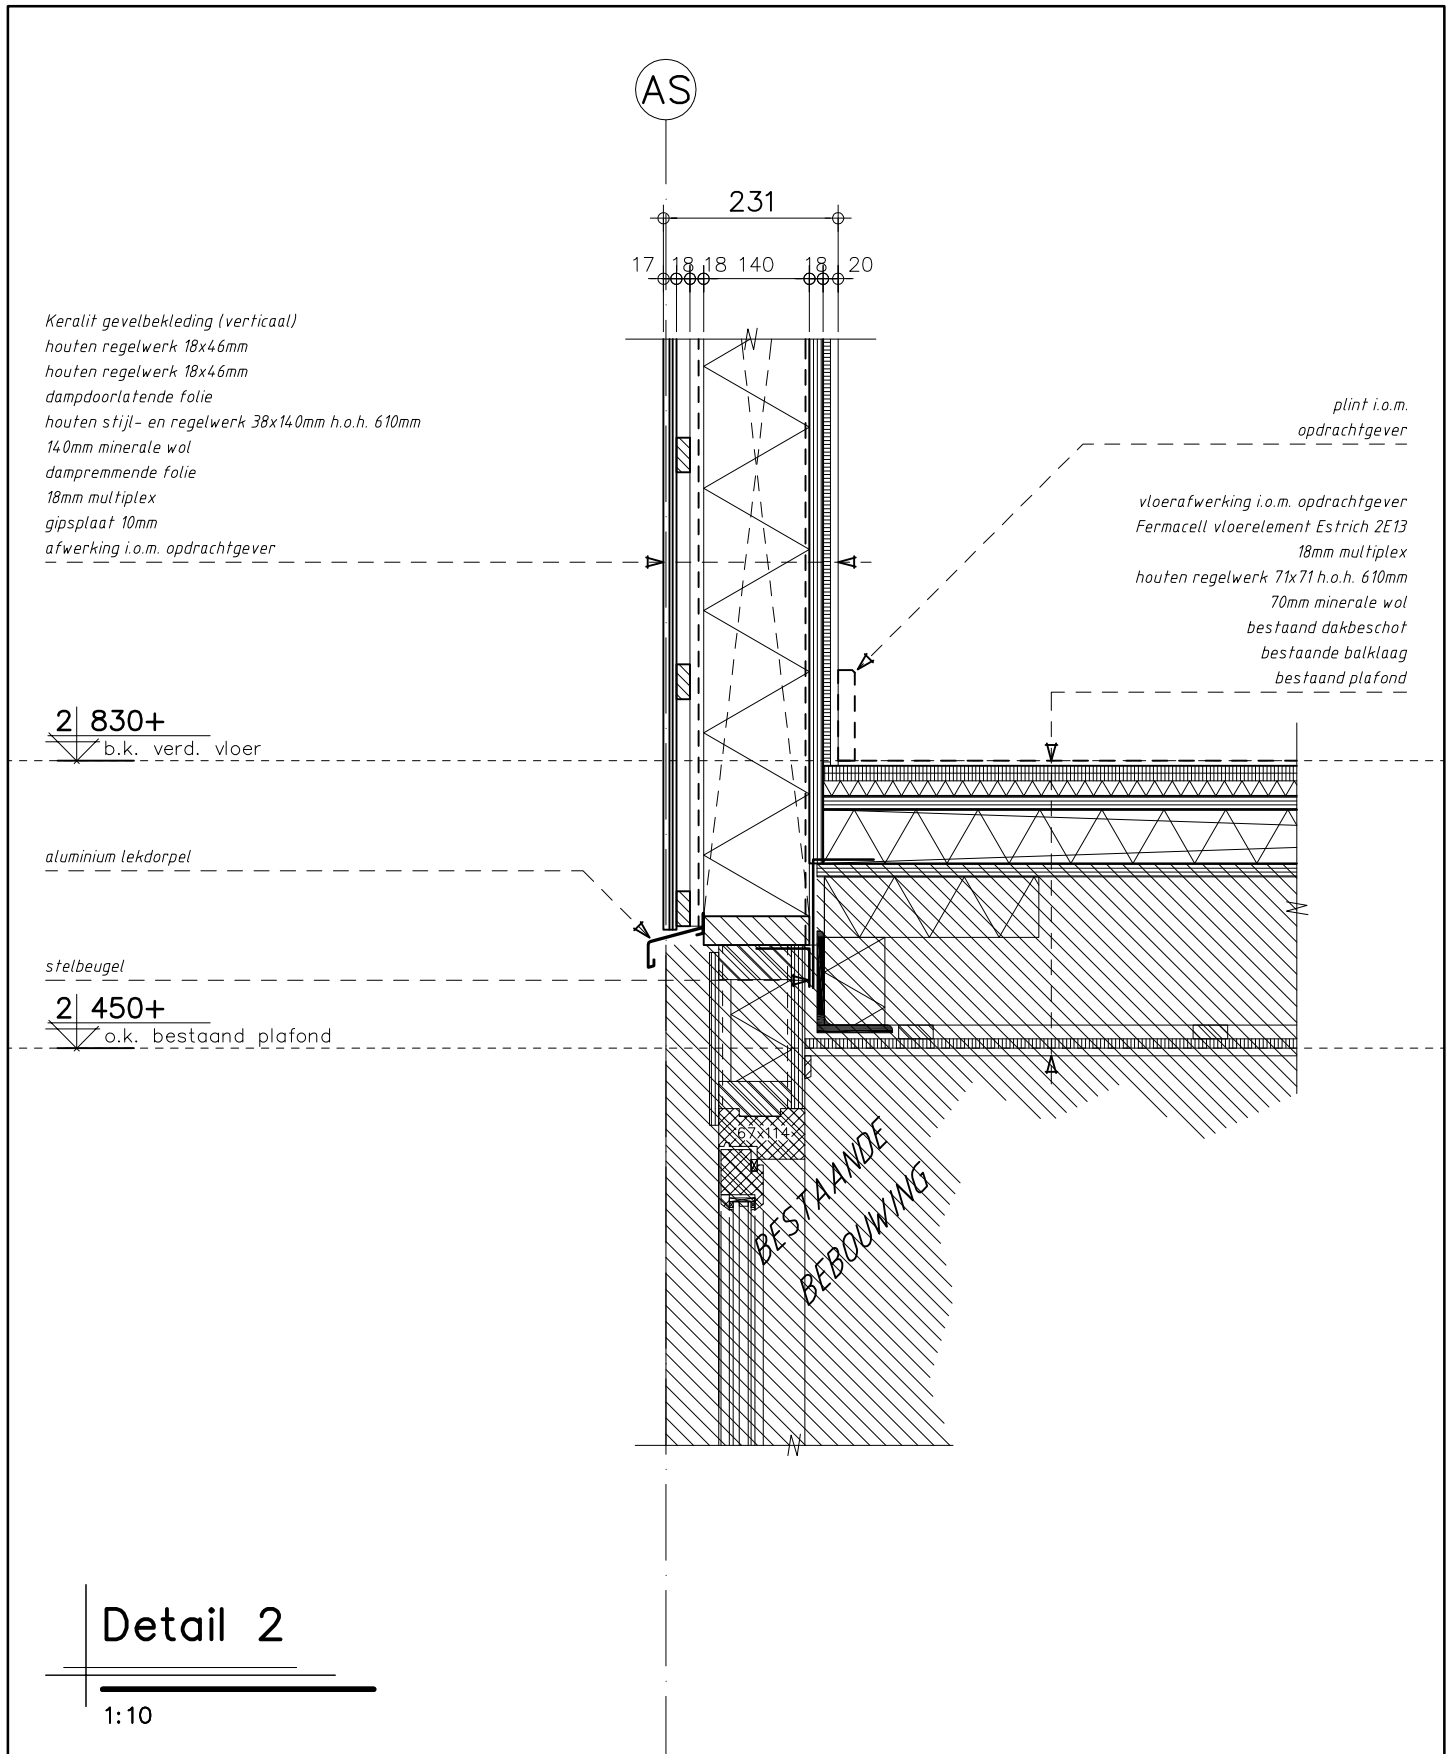 AS
231
17 18 18 140 18 20
Keralit gevelbekleding (verticaal)
houten regelwerk 18x46mm
houten regelwerk 18x46mm
dampdoorlatende folie
houten stijl- en regelwerk 38x140mm h.o.h. 610mm
140mm minerale wol
dampremmende folie
18mm multiplex
gipsplaat 10mm
afwerking i.o.m. opdrachtgever
plint i.o.m.
opdrachtgever
vloerafwerking i.o.m. opdrachtgever
Fermacell vloerelement Estrich 2E13
18mm multiplex
houten regelwerk 71x71 h.o.h. 610mm
70mm minerale wol
bestaand dakbeschot
bestaande balklaag
bestaand plafond
2 830+
b.k. verd. vloer
aluminium lekdorpel
stelbeugel
2 450+
o.k. bestaand plafond
67x114
BESTAANDE
BEBOUWING
Detail 2
1:10